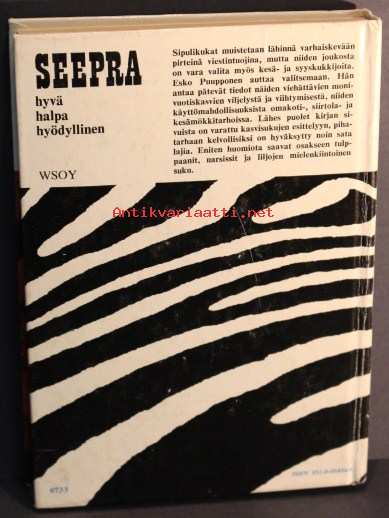 SEEPRA
hyvä
halpa
hyödyllinen
WSOY
Sipulikukat muistetaan lähinnä varhaiskevään
pirteinä viestintuojina, mutta niiden joukosta
on vara valita myös kesä- ja syyskukkijoita.
Esko Puupponen auttaa valitsemaan. Hän
antaa pätevät tiedot näiden viehättävien moni-
vuotiskasvien viljelystä ja viihtymisestä, niiden
käyttömahdollisuuksista omakoti-, siirtola- ja
kesämökkitarhoissa. Lähes puolet kirjan si-
vuista on varattu kasvisukujen esittelyyn, piha-
tarhaan kelvollisiksi on hyväksytty noin sata
lajia. Eniten huomiota saavat osakseen tulp-
paanit, narsissit ja liljojen mielenkiintoinen
suku.
Antikvariaatti.net
ISBN